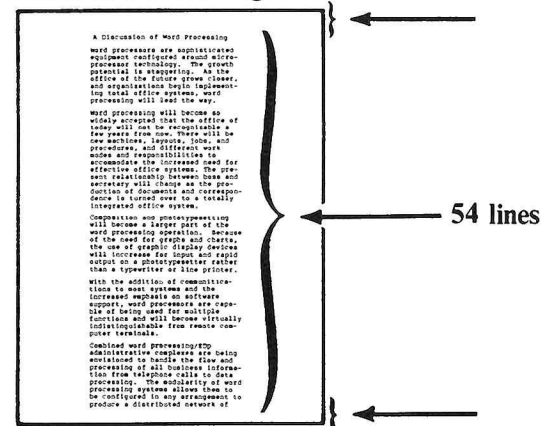 A Discussion of Word Processing
Word processors are sophisticated
equipment configured around micro-
processor technology. The growth
potential is staggering. As the
office of the future grows closer,
and organizations begin implement-
ing total office systems, word
processing will lead the way.
Word processing will become so
widely accepted that the office of
today will not be recognizable a
few years from now. There will be
new machines, layouts, jobs, and
procedures, and different work
modes and responsibilities to
accommodate the increased need for
effective office systems. The pre-
sent relationship between boss and
secretary will change as the pro-
duction of documents and correspon-
dence is turned over to a totally
integrated office system.
Composition and phototypesetting
will become a larger part of the
word processing operation. Because
of the need for graphs and charts,
the use of graphic display devices
will increase for input and rapid
output on a phototypesetter rather
than a typewriter or line printer.
With the addition of communica-
tions to most systems and the
increased emphasis on software
support, word processors are capa-
ble of being used for multiple
functions and will become virtually
indistinguishable from remote com-
puter terminals.
Combined word processing/EDP
administrative complexes are being
envisioned to handle the flow and
processing of all business informa-
tion from telephone calls to data
processing. The modularity of word
processing systems allows them to
be configured in any arrangement to
produce a distributed network of
54 lines